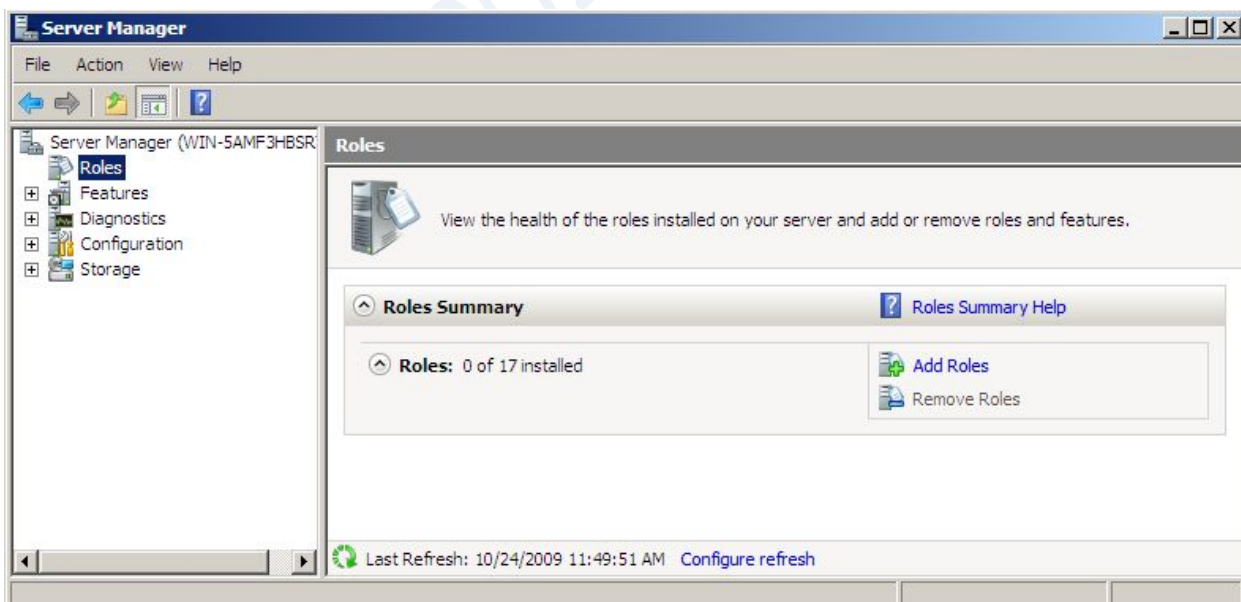 Server Manager
File Action View Help
Server Manager (WIN-5AMF3HBSR
Roles
Features
Diagnostics
Configuration
Storage
Roles
View the health of the roles installed on your server and add or remove roles and features.
Roles Summary
Roles Summary Help
Roles: 0 of 17 installed
Add Roles
Remove Roles
Last Refresh: 10/24/2009 11:49:51 AM Configure refresh